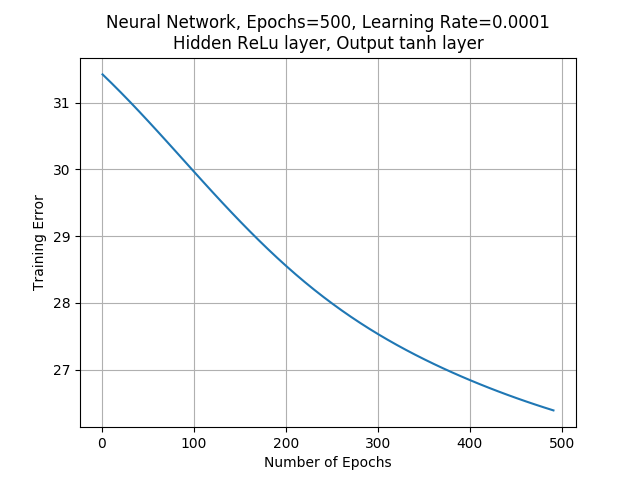 Neural Network, Epochs=500, Learning Rate=0.0001
Hidden ReLu layer, Output tanh layer
31
30
29
28
27
Training Error
0 100 200 300 400 500
Number of Epochs